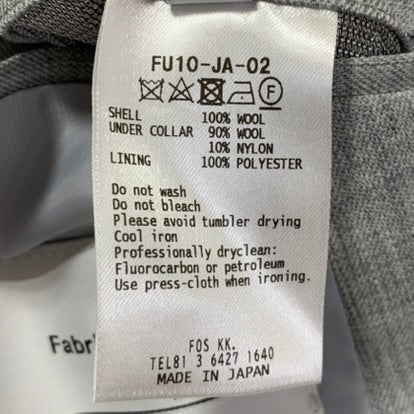 FU10-JA-02
F
SHELL 100% WOOL
UNDER COLLAR 90% WOOL
10% NYLON
LINING 100% POLYESTER
Do not wash
Do not bleach
Please avoid tumbler drying
Cool iron
Professionally dryclean:
Fluorocarbon or petroleum
Use press-cloth when ironing.
FOS KK.
TEL81 3 6427 1640
MADE IN JAPAN